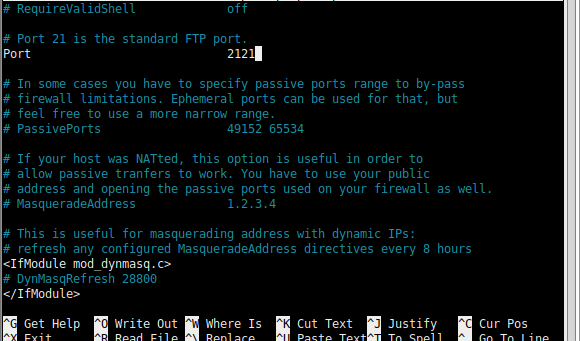 # RequireValidShell off
# Port 21 is the standard FTP port.
Port 2121
# In some cases you have to specify passive ports range to by-pass
# firewall limitations. Ephemeral ports can be used for that, but
# feel free to use a more narrow range.
# PassivePorts 49152 65534
# If your host was NATted, this option is useful in order to
# allow passive tranfers to work. You have to use your public
# address and opening the passive ports used on your firewall as well.
# MasqueradeAddress 1.2.3.4
# This is useful for masquerading address with dynamic IPs:
# refresh any configured MasqueradeAddress directives every 8 hours
<IfModule mod_dynmasq.c>
# DynMasqRefresh 28800
</IfModule>
^G Get Help ^O Write Out ^W Where Is ^K Cut Text ^J Justify ^C Cur Pos
^X Exit ^R Read File ^\ Replace ^U Paste Text ^T To Spell ^_ Go To Line